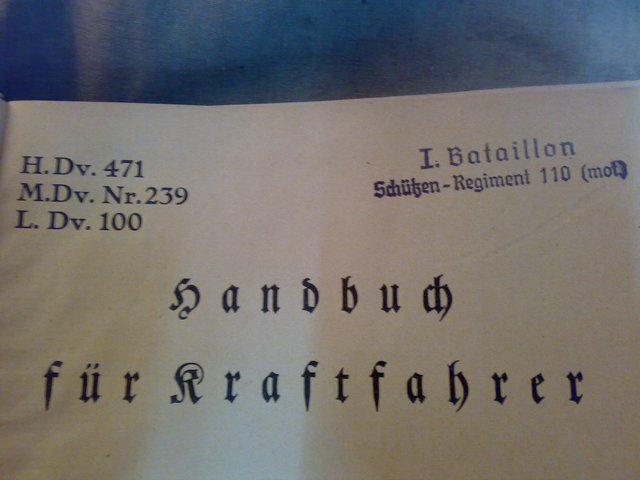 H.Dv. 471
M.Dv. Nr.239
L. Dv. 100
I. Bataillon
Schützen-Regiment 110 (mot)
Handbuch
für Kraftfahrer